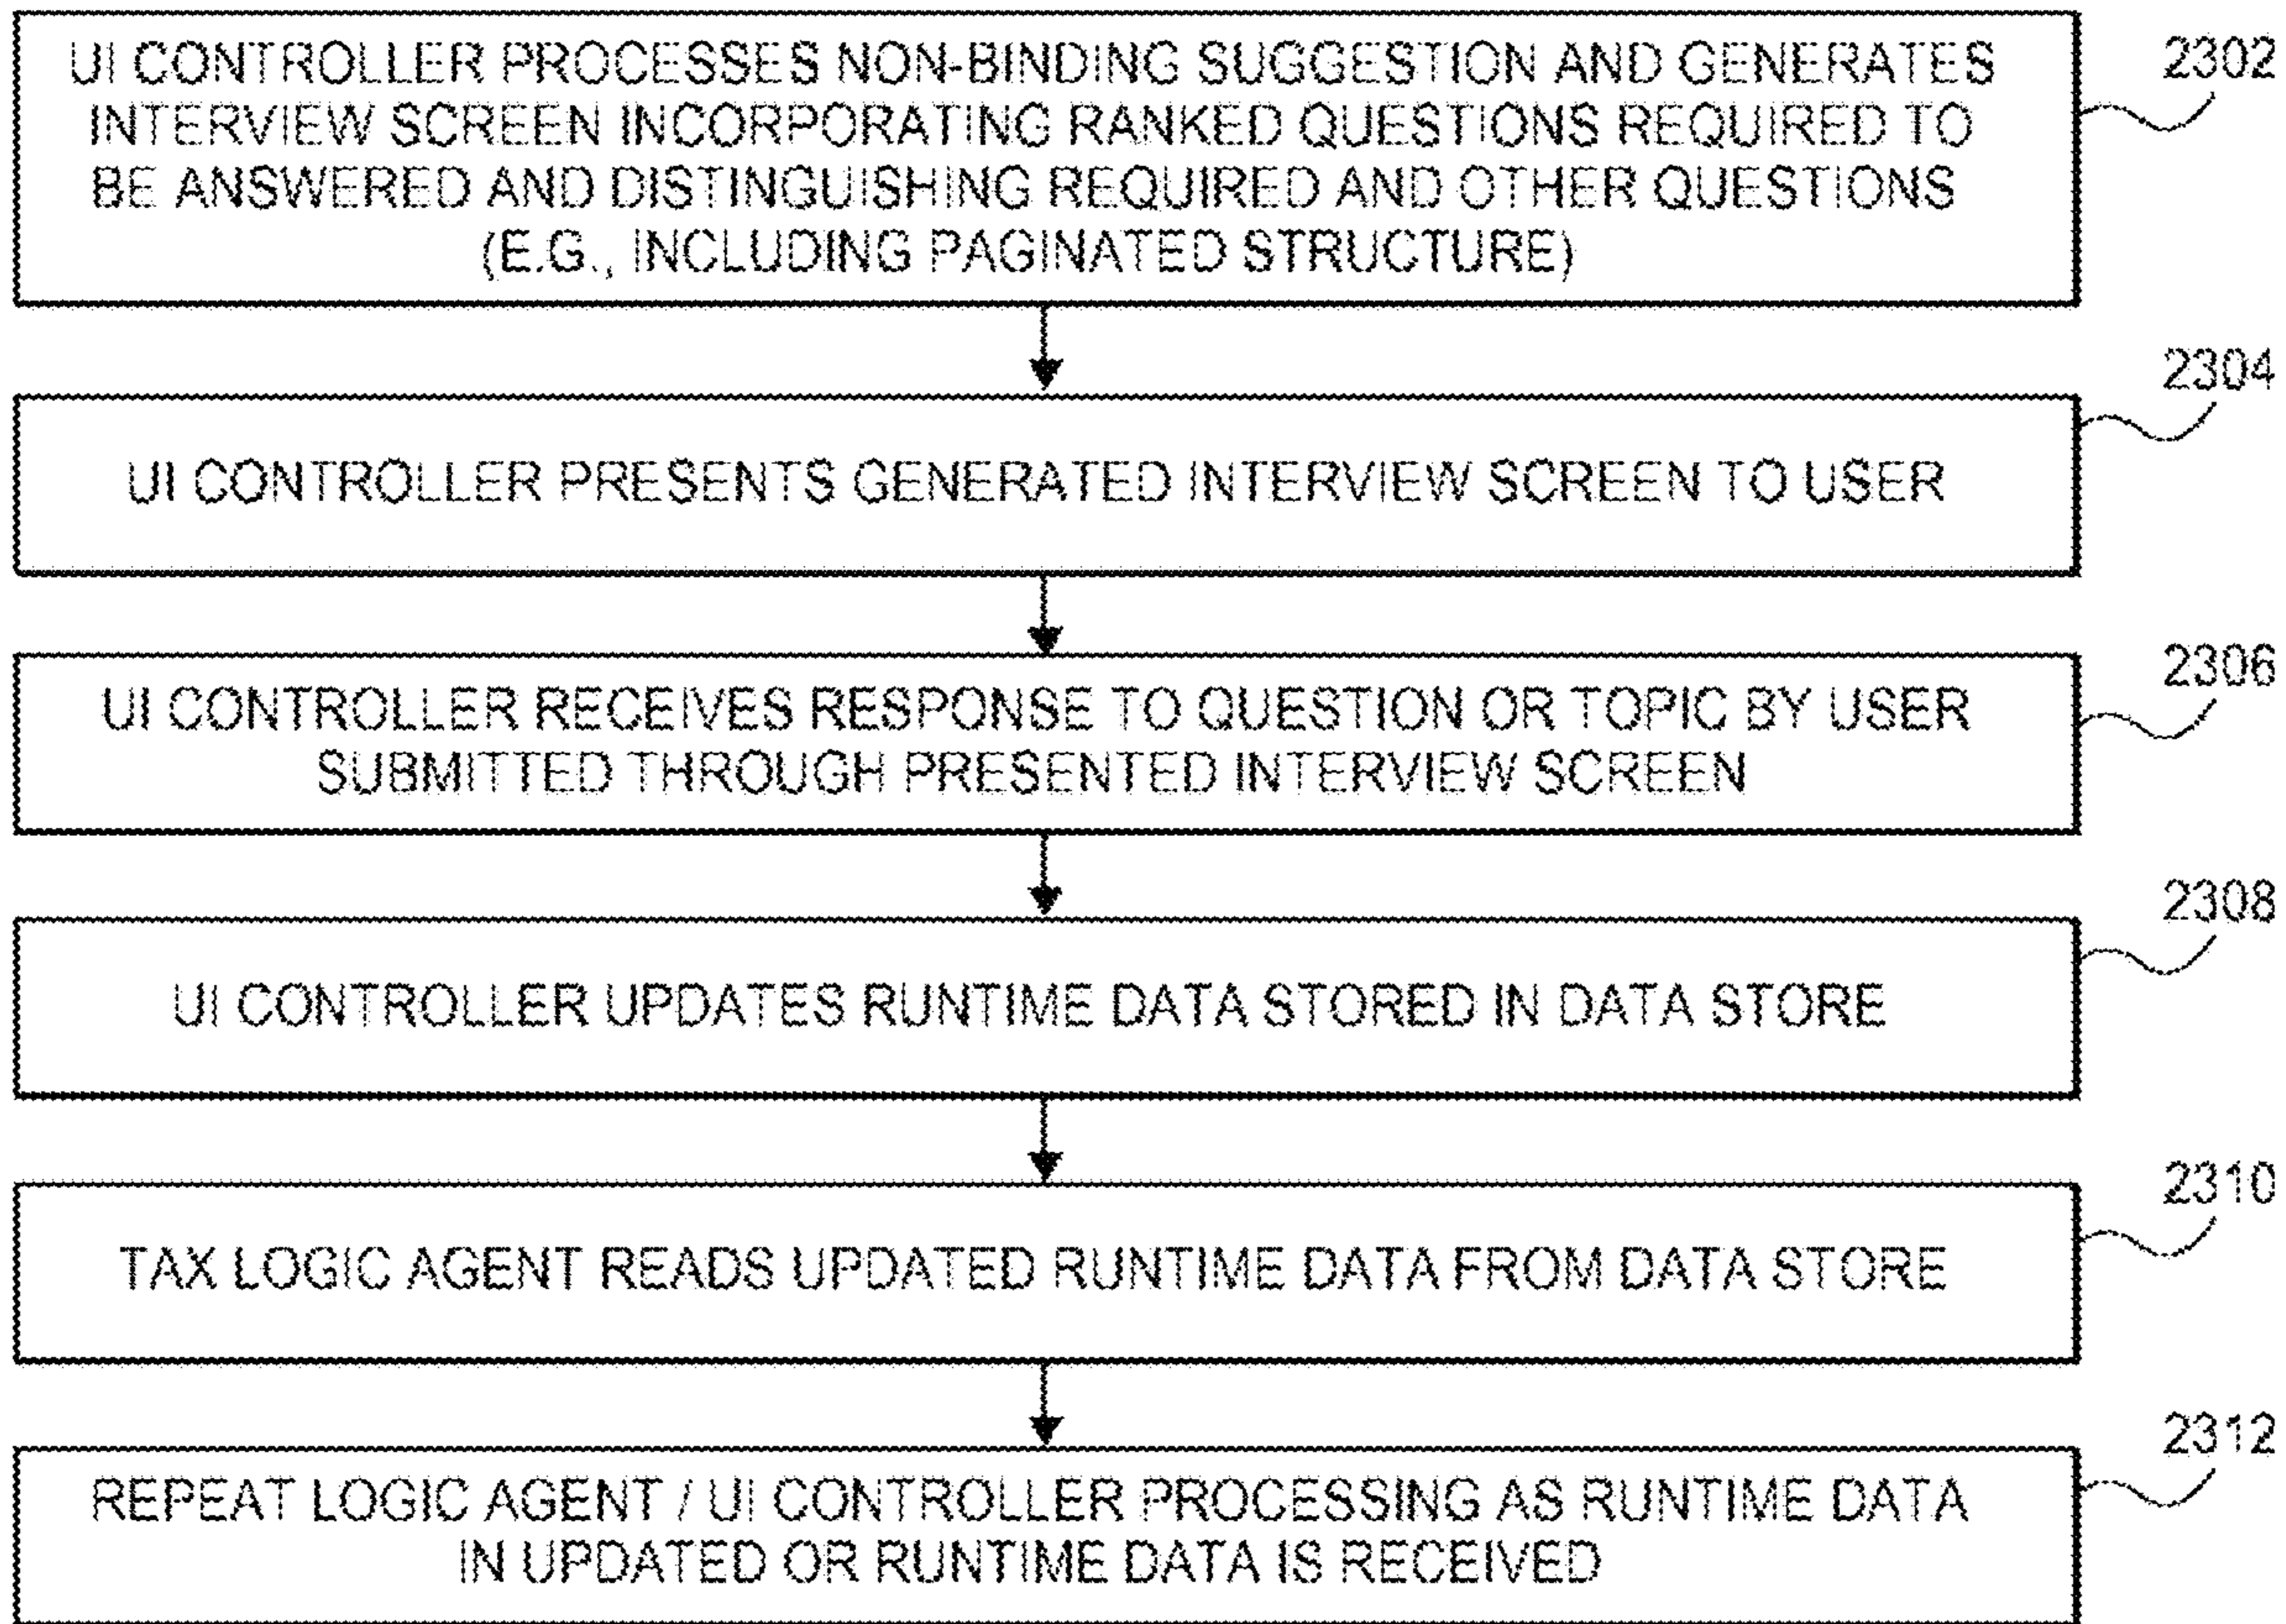 UI CONTROLLER PROCESSES NON-BINDING SUGGESTION AND GENERATES
INTERVIEW SCREEN INCORPORATING RANKED QUESTIONS REQUIRED TO
BE ANSWERED AND DISTINGUISHING REQUIRED AND OTHER QUESTIONS
(E.G., INCLUDING PAGINATED STRUCTURE)
2302
2304
UI CONTROLLER PRESENTS GENERATED INTERVIEW SCREEN TO USER
2306
UI CONTROLLER RECEIVES RESPONSE TO QUESTION OR TOPIC BY USER
SUBMITTED THROUGH PRESENTED INTERVIEW SCREEN
2308
UI CONTROLLER UPDATES RUNTIME DATA STORED IN DATA STORE
2310
TAX LOGIC AGENT READS UPDATED RUNTIME DATA FROM DATA STORE
2312
REPEAT LOGIC AGENT / UI CONTROLLER PROCESSING AS RUNTIME DATA
IN UPDATED OR RUNTIME DATA IS RECEIVED